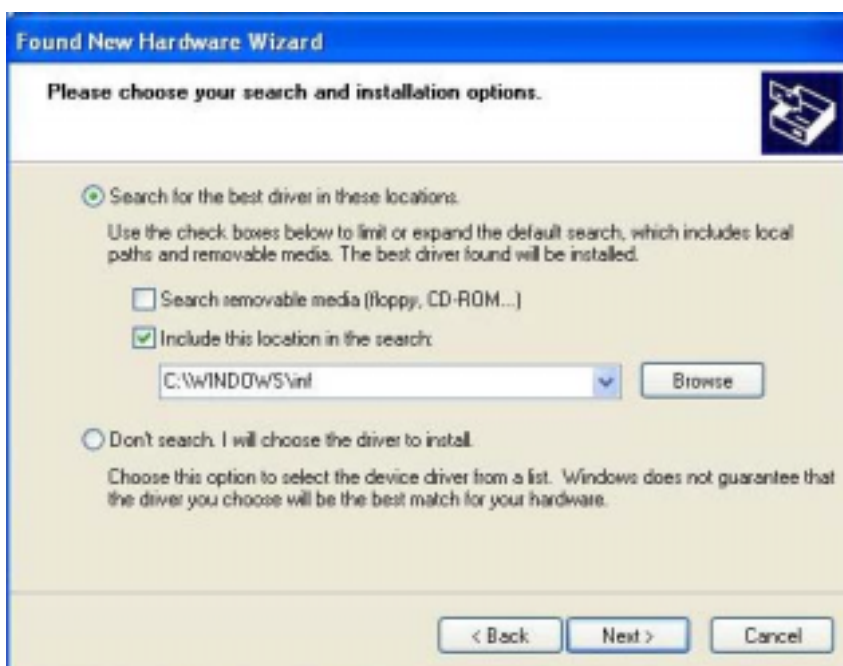 Found New Hardware Wizard
Please choose your search and installation options.
Search for the best driver in these locations.
Use the check boxes below to limit or expand the default search, which includes local
paths and removable media. The best driver found will be installed.
Search removable media (floppy, CD-ROM...)
Include this location in the search:
C:\WINDOWS\inf
Browse
Don't search. I will choose the driver to install.
Choose this option to select the device driver from a list. Windows does not guarantee that
the driver you choose will be the best match for your hardware.
< Back
Next >
Cancel